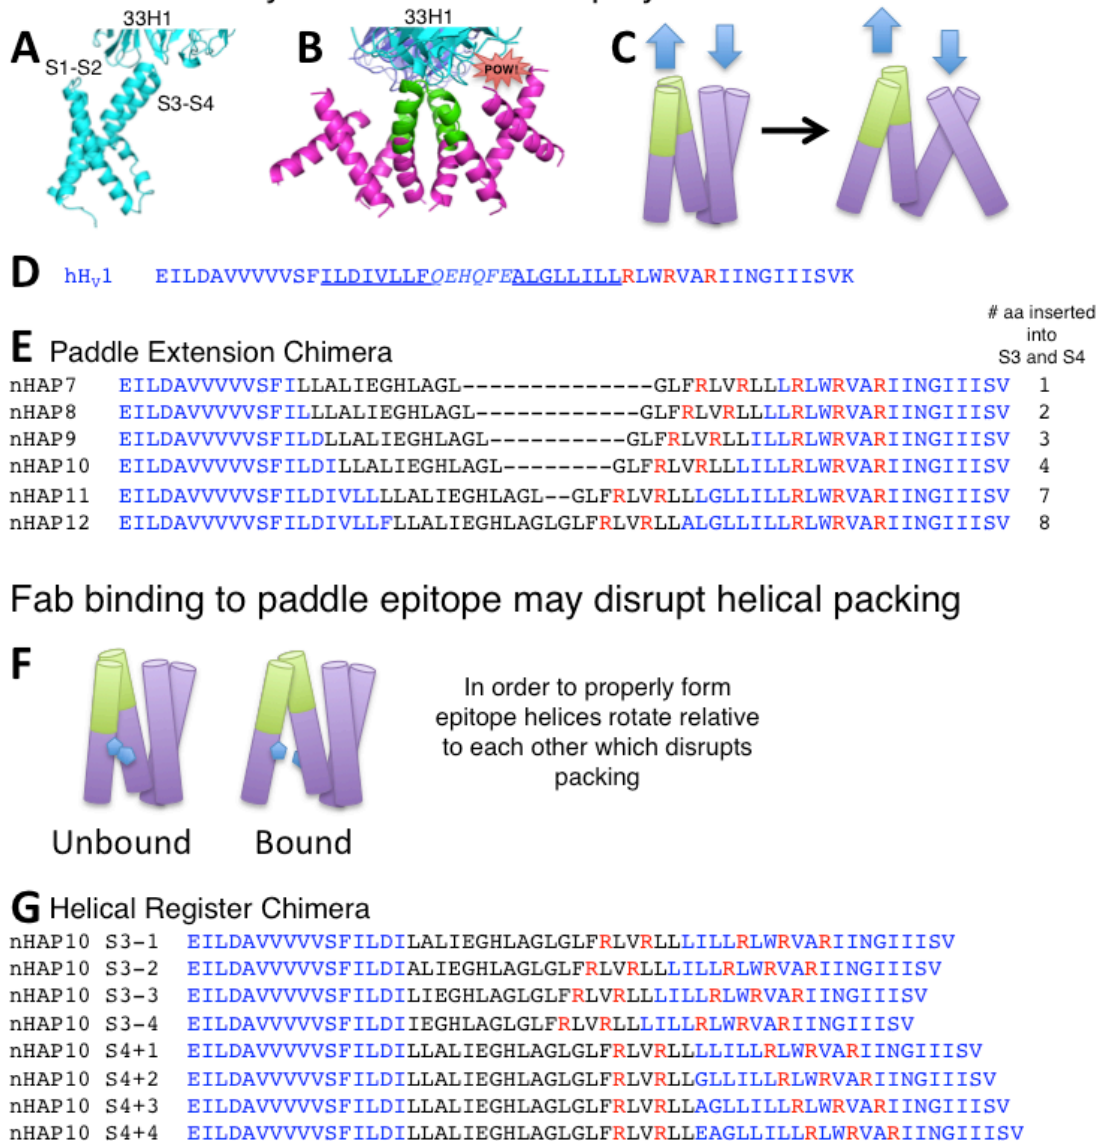 33H1
33H1
A
B
C
S1-S2
S3-S4
POW!
D hHv1 EILDAVVVVVSFILDIVLLFQEHQFEALGLLILLRLWRVARIINGIIISVK
# aa inserted
into
S3 and S4
E Paddle Extension Chimera
nHAP7 EILDAVVVVVSFILLALIEGHLAGL--------------GLFRLVRLLLLRLWRVARIINGIIISV 1
nHAP8 EILDAVVVVVSFILLLALIEGHLAGL------------GLFRLVRLLLLLRLWRVARIINGIIISV 2
nHAP9 EILDAVVVVVSFILDLLALIEGHLAGL----------GLFRLVRLLILLRLWRVARIINGIIISV 3
nHAP10 EILDAVVVVVSFILDILLALIEGHLAGL--------GLFRLVRLLLILLRLWRVARIINGIIISV 4
nHAP11 EILDAVVVVVSFILDIVLLLLALIEGHLAGL--GLFRLVRLLLGLLILLRLWRVARIINGIIISV 7
nHAP12 EILDAVVVVVSFILDIVLLFLLALIEGHLAGLGLFRLVRLLALGLLILLRLWRVARIINGIIISV 8
Fab binding to paddle epitope may disrupt helical packing
F
In order to properly form
epitope helices rotate relative
to each other which disrupts
packing
Unbound Bound
G Helical Register Chimera
nHAP10 S3-1 EILDAVVVVVSFILDILALIEGHLAGLGLFRLVRLLLILLRLWRVARIINGIIISV
nHAP10 S3-2 EILDAVVVVVSFILDIALIEGHLAGLGLFRLVRLLLILLRLWRVARIINGIIISV
nHAP10 S3-3 EILDAVVVVVSFILDILIEGHLAGLGLFRLVRLLLILLRLWRVARIINGIIISV
nHAP10 S3-4 EILDAVVVVVSFILDIIEGHLAGLGLFRLVRLLLILLRLWRVARIINGIIISV
nHAP10 S4+1 EILDAVVVVVSFILDILLALIEGHLAGLGLFRLVRLLLLILLRLWRVARIINGIIISV
nHAP10 S4+2 EILDAVVVVVSFILDILLALIEGHLAGLGLFRLVRLLGLLILLRLWRVARIINGIIISV
nHAP10 S4+3 EILDAVVVVVSFILDILLALIEGHLAGLGLFRLVRLLAGLLILLRLWRVARIINGIIISV
nHAP10 S4+4 EILDAVVVVVSFILDILLALIEGHLAGLGLFRLVRLLEAGLLILLRLWRVARIINGIIISV